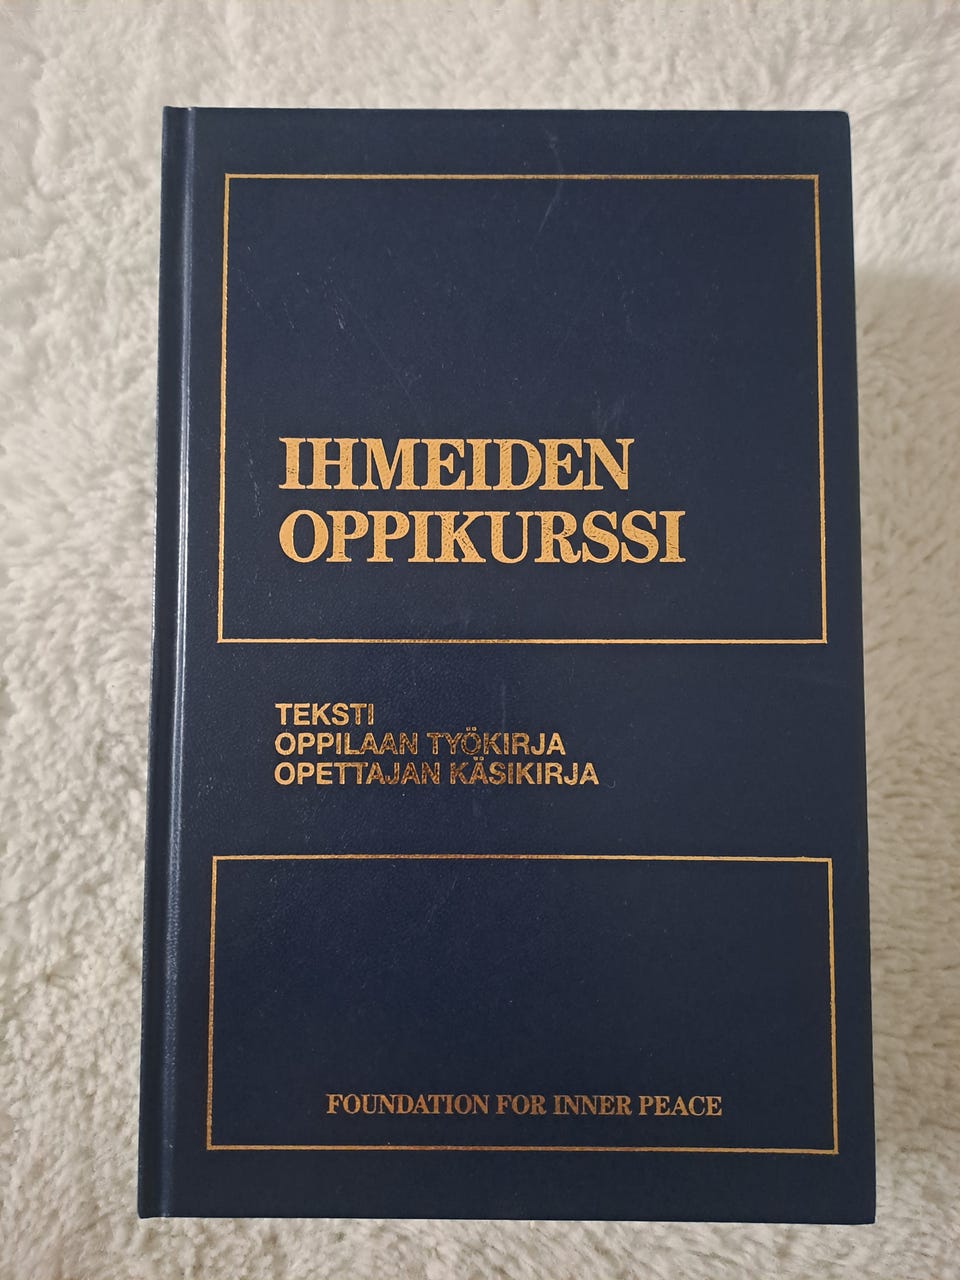 IHMEIDEN
OPPIKURSSI
TEKSTI
OPPILAAN TYÖKIRJA
OPETTAJAN KÄSIKIRJA
FOUNDATION FOR INNER PEACE